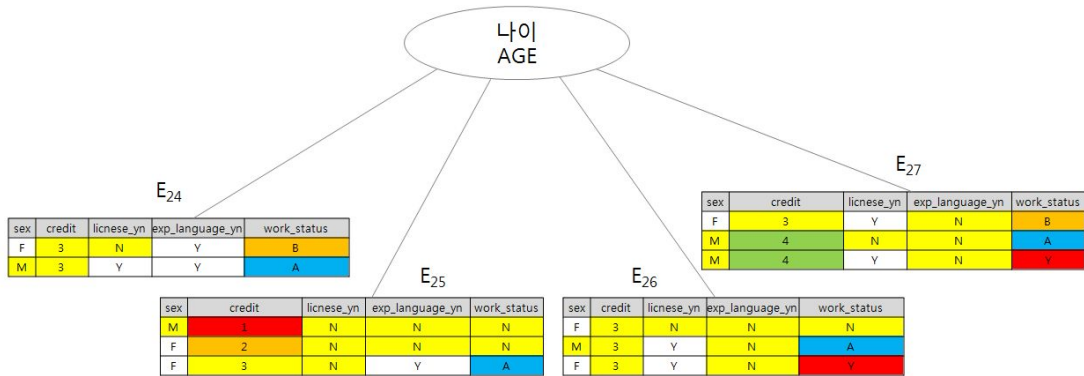 나이
AGE
E24
sex credit licnese_yn exp_language_yn work_status
F 3 N Y B
M 3 Y Y A
E25
sex credit licnese_yn exp_language_yn work_status
M 1 N N N
F 2 N N N
F 3 N Y A
E26
sex credit licnese_yn exp_language_yn work_status
F 3 N N N
M 3 Y N A
F 3 Y N Y
E27
sex credit licnese_yn exp_language_yn work_status
F 3 Y N B
M 4 N N A
M 4 Y N Y